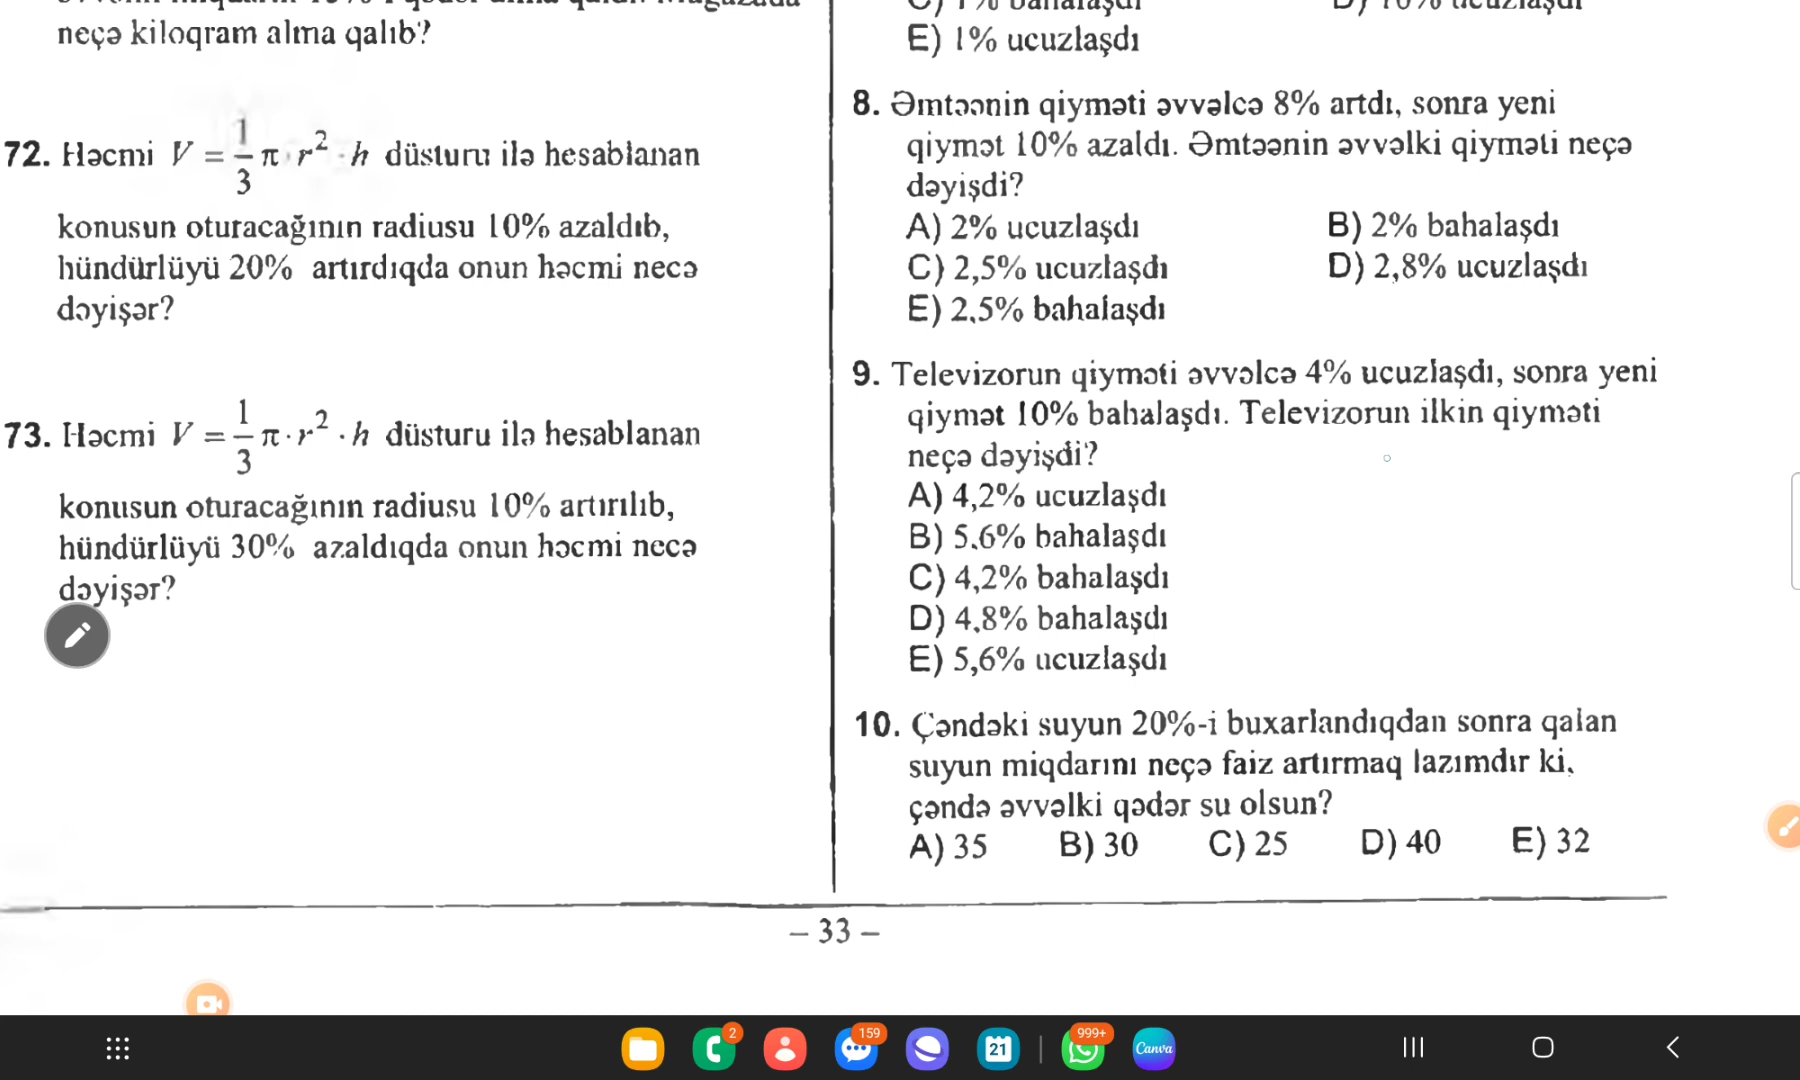 neçə kiloqram alma qalıb?
72. Həcmi V = 1/3 π · r² · h düsturu ilə hesablanan
konusun oturacağının radiusu 10% azaldıb,
hündürlüyü 20% artırdıqda onun həcmi necə
dəyişər?
73. Həcmi V = 1/3 π · r² · h düsturu ilə hesablanan
konusun oturacağının radiusu 10% artırılıb,
hündürlüyü 30% azaldıqda onun həcmi necə
dəyişər?
E) 1% ucuzlaşdı
8. Əmtəənin qiyməti əvvəlcə 8% artdı, sonra yeni
qiymət 10% azaldı. Əmtəənin əvvəlki qiyməti neçə
dəyişdi?
A) 2% ucuzlaşdı B) 2% bahalaşdı
C) 2,5% ucuzlaşdı D) 2,8% ucuzlaşdı
E) 2,5% bahalaşdı
9. Televizorun qiyməti əvvəlcə 4% ucuzlaşdı, sonra yeni
qiymət 10% bahalaşdı. Televizorun ilkin qiyməti
neçə dəyişdi?
A) 4,2% ucuzlaşdı
B) 5,6% bahalaşdı
C) 4,2% bahalaşdı
D) 4,8% bahalaşdı
E) 5,6% ucuzlaşdı
10. Çəndəki suyun 20%-i buxarlandıqdan sonra qalan
suyun miqdarını neçə faiz artırmaq lazımdır ki,
çəndə əvvəlki qədər su olsun?
A) 35 B) 30 C) 25 D) 40 E) 32
– 33 –
2
159
21
999+
Canva